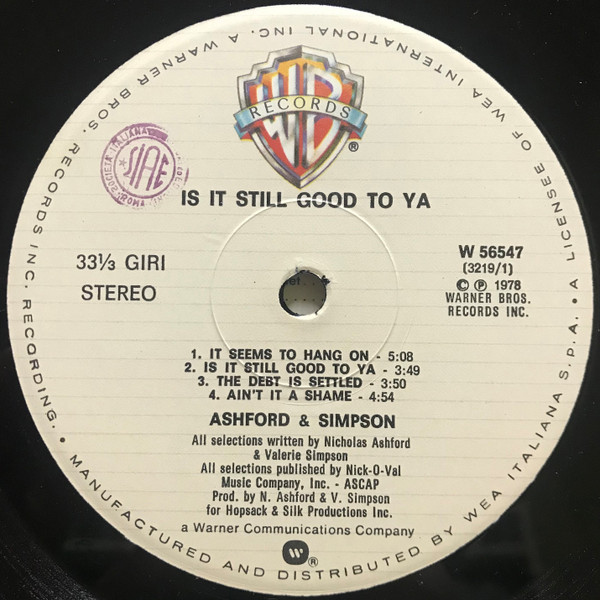 WB
RECORDS
®
SOCIETÀ ITALIANA
SIAE
ROMA
IS IT STILL GOOD TO YA
33⅓ GIRI
STEREO
W 56547
(3219/1)
© ℗ 1978
WARNER BROS.
RECORDS INC.
1. IT SEEMS TO HANG ON - 5:08
2. IS IT STILL GOOD TO YA - 3:49
3. THE DEBT IS SETTLED - 3:50
4. AIN'T IT A SHAME - 4:54
ASHFORD & SIMPSON
All selections written by Nicholas Ashford
& Valerie Simpson
All selections published by Nick-O-Val
Music Company, Inc. - ASCAP
Prod. by N. Ashford & V. Simpson
for Hopsack & Silk Productions Inc.
a Warner Communications Company
®
• MANUFACTURED AND DISTRIBUTED BY WEA ITALIANA S.P.A. • A LICENSEE OF WEA INTERNATIONAL INC. A WARNER BROS. RECORDS INC. RECORDING.